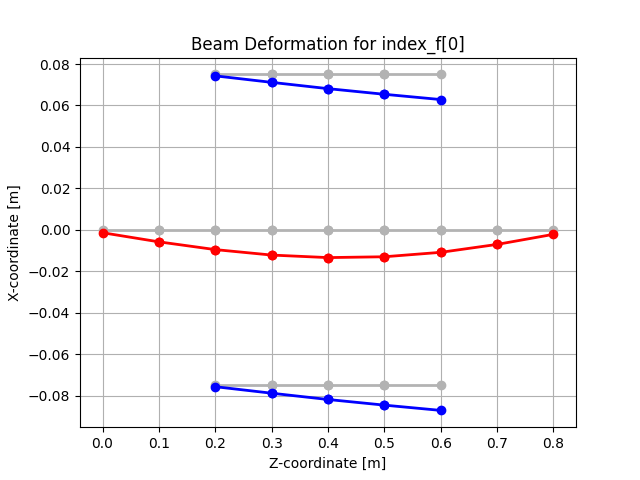 Beam Deformation for index_f[0]
0.08
0.06
0.04
0.02
0.00
−0.02
−0.04
−0.06
−0.08
X-coordinate [m]
0.0 0.1 0.2 0.3 0.4 0.5 0.6 0.7 0.8
Z-coordinate [m]